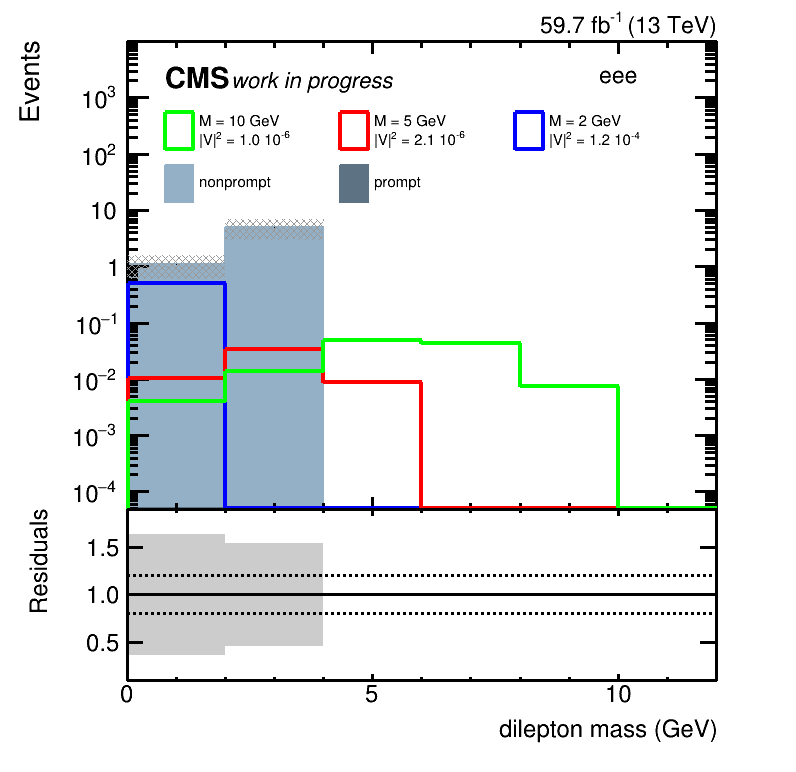 59.7 fb⁻¹ (13 TeV)
CMS work in progress
eee
M = 10 GeV
|V|² = 1.0 10⁻⁶
M = 5 GeV
|V|² = 2.1 10⁻⁶
M = 2 GeV
|V|² = 1.2 10⁻⁴
nonprompt
prompt
Events
10³
10²
10
1
10⁻¹
10⁻²
10⁻³
10⁻⁴
Residuals
1.5
1.0
0.5
0 5 10
dilepton mass (GeV)